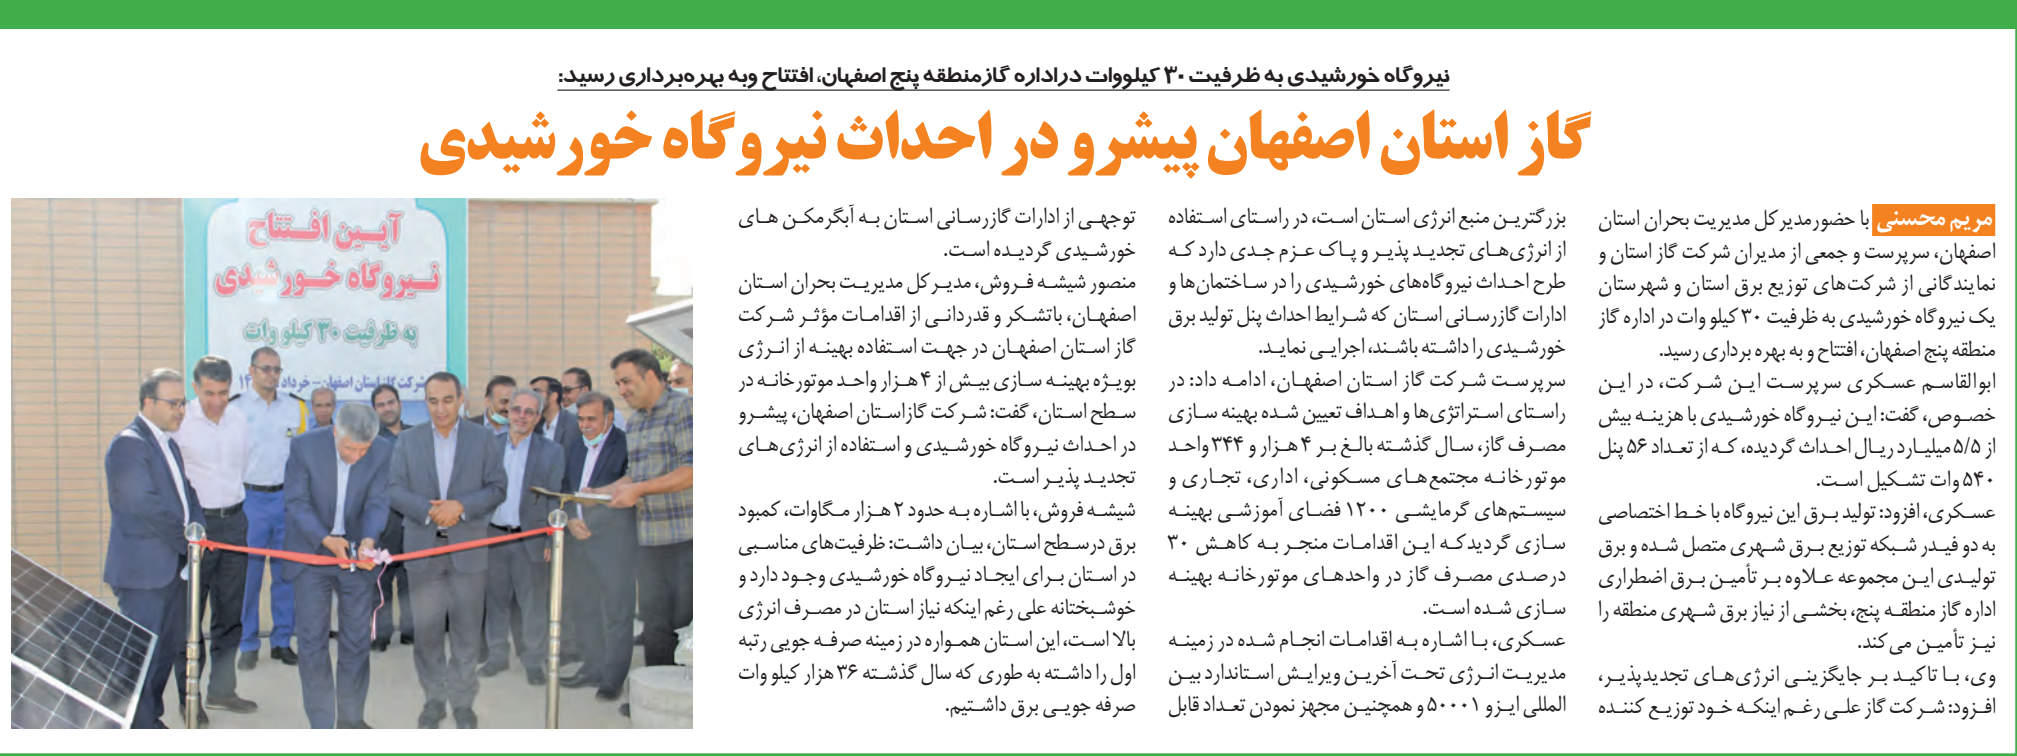 نیروگاه خورشیدی به ظرفیت ۳۰ کیلووات دراداره گازمنطقه پنج اصفهان، افتتاح وبه بهره‌برداری رسید:
گاز استان اصفهان پیشرو در احداث نیروگاه خورشیدی
مریم محسنی با حضورمدیرکل مدیریت بحران استان
اصفهان، سرپرست و جمعی از مدیران شرکت گاز استان و
نمایندگانی از شرکت‌های توزیع برق استان و شهرستان
یک نیروگاه خورشیدی به ظرفیت ۳۰ کیلو وات در اداره گاز
منطقه پنج اصفهان، افتتاح و به بهره برداری رسید.
ابوالقاسم عسکری سرپرست این شرکت، در این
خصوص، گفت: این نیروگاه خورشیدی با هزینه بیش
از ۵/۵ میلیارد ریال احداث گردیده، که از تعداد ۵۶ پنل
۵۴۰ وات تشکیل است.
عسکری، افزود: تولید برق این نیروگاه با خط اختصاصی
به دو فیدر شبکه توزیع برق شهری متصل شده و برق
تولیدی این مجموعه علاوه بر تأمین برق اضطراری
اداره گاز منطقه پنج، بخشی از نیاز برق شهری منطقه را
نیز تأمین می‌کند.
وی، با تاکید بر جایگزینی انرژی‌های تجدیدپذیر،
افزود: شرکت گاز علی رغم اینکه خود توزیع کننده
بزرگترین منبع انرژی استان است، در راستای استفاده
از انرژی‌های تجدید پذیر و پاک عزم جدی دارد که
طرح احداث نیروگاه‌های خورشیدی را در ساختمان‌ها و
ادارات گازرسانی استان که شرایط احداث پنل تولید برق
خورشیدی را داشته باشند، اجرایی نماید.
سرپرست شرکت گاز استان اصفهان، ادامه داد: در
راستای استراتژی‌ها و اهداف تعیین شده بهینه سازی
مصرف گاز، سال گذشته بالغ بر ۴ هزار و ۳۴۴ واحد
موتورخانه مجتمع‌های مسکونی، اداری، تجاری و
سیستم‌های گرمایشی ۱۲۰۰ فضای آموزشی بهینه
سازی گردیدکه این اقدامات منجر به کاهش ۳۰
درصدی مصرف گاز در واحدهای موتورخانه بهینه
سازی شده است.
عسکری، با اشاره به اقدامات انجام شده در زمینه
مدیریت انرژی تحت آخرین ویرایش استاندارد بین
المللی ایزو ۵۰۰۰۱ و همچنین مجهز نمودن تعداد قابل
توجهی از ادارات گازرسانی استان به آبگرمکن های
خورشیدی گردیده است.
منصور شیشه فروش، مدیرکل مدیریت بحران استان
اصفهان، باتشکر و قدردانی از اقدامات مؤثر شرکت
گاز استان اصفهان در جهت استفاده بهینه از انرژی
بویژه بهینه سازی بیش از ۴ هزار واحد موتورخانه در
سطح استان، گفت: شرکت گازاستان اصفهان، پیشرو
در احداث نیروگاه خورشیدی و استفاده از انرژی‌های
تجدید پذیر است.
شیشه فروش، با اشاره به حدود ۲ هزار مگاوات، کمبود
برق درسطح استان، بیان داشت: ظرفیت‌های مناسبی
در استان برای ایجاد نیروگاه خورشیدی وجود دارد و
خوشبختانه علی رغم اینکه نیاز استان در مصرف انرژی
بالا است، این استان همواره در زمینه صرفه جویی رتبه
اول را داشته به طوری که سال گذشته ۳۶ هزار کیلو وات
صرفه جویی برق داشتیم.
آیین افتتاح
نیروگاه خورشیدی
به ظرفیت ۳۰ کیلو وات
شرکت گاز استان اصفهان - خرداد